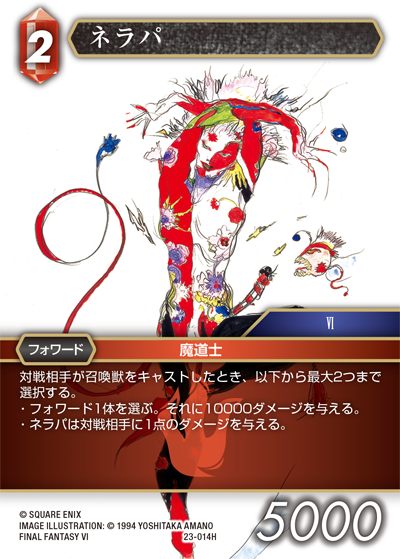 2
ネラパ
VI
フォワード
魔道士
対戦相手が召喚獣をキャストしたとき、以下から最大2つまで
選択する。
・フォワード1体を選ぶ。それに10000ダメージを与える。
・ネラパは対戦相手に1点のダメージを与える。
© SQUARE ENIX
IMAGE ILLUSTRATION: © 1994 YOSHITAKA AMANO
FINAL FANTASY VI
23-014H
5000